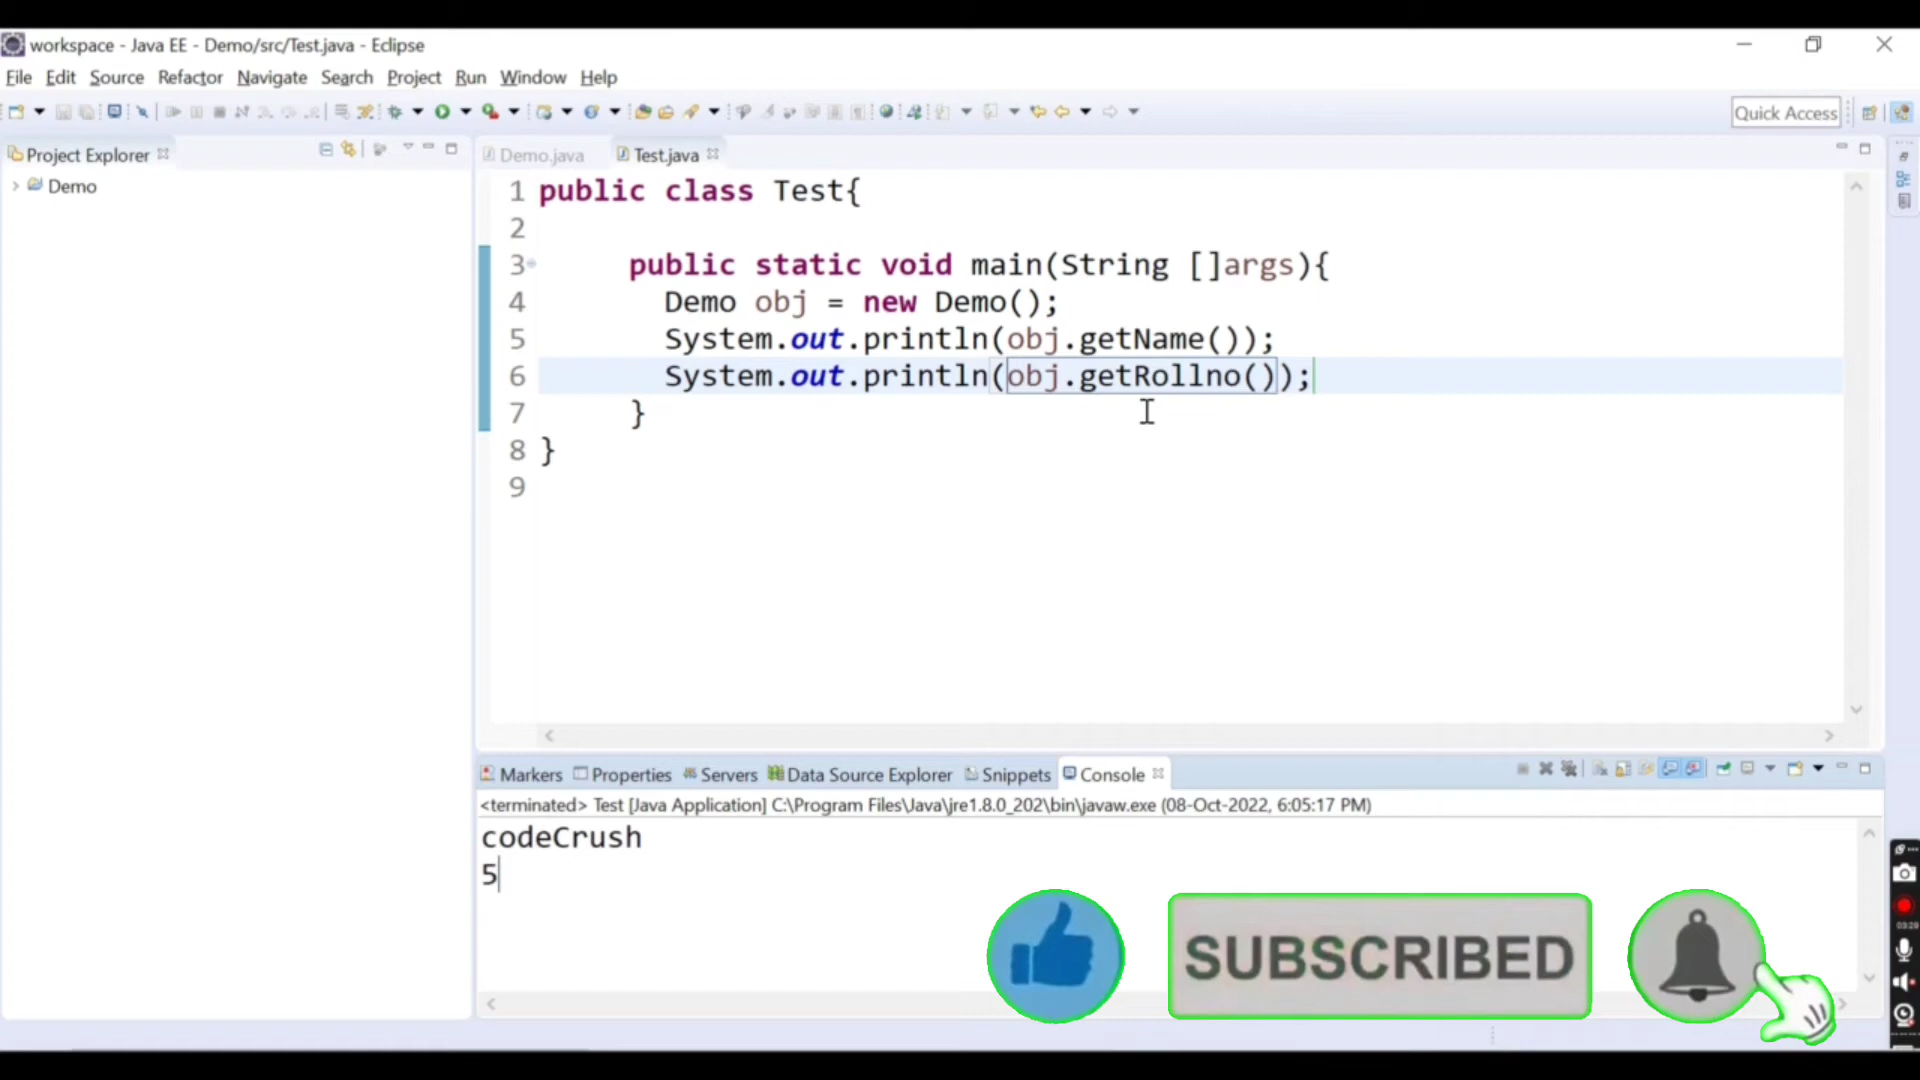 workspace - Java EE - Demo/src/Test.java - Eclipse
File Edit Source Refactor Navigate Search Project Run Window Help
Quick Access
Project Explorer
Demo
Demo.java Test.java
1 public class Test{
2
3 public static void main(String []args){
4 Demo obj = new Demo();
5 System.out.println(obj.getName());
6 System.out.println(obj.getRollno());
7 }
8 }
9
Markers Properties Servers Data Source Explorer Snippets Console
<terminated> Test [Java Application] C:\Program Files\Java\jre1.8.0_202\bin\javaw.exe (08-Oct-2022, 6:05:17 PM)
codeCrush
5
SUBSCRIBED